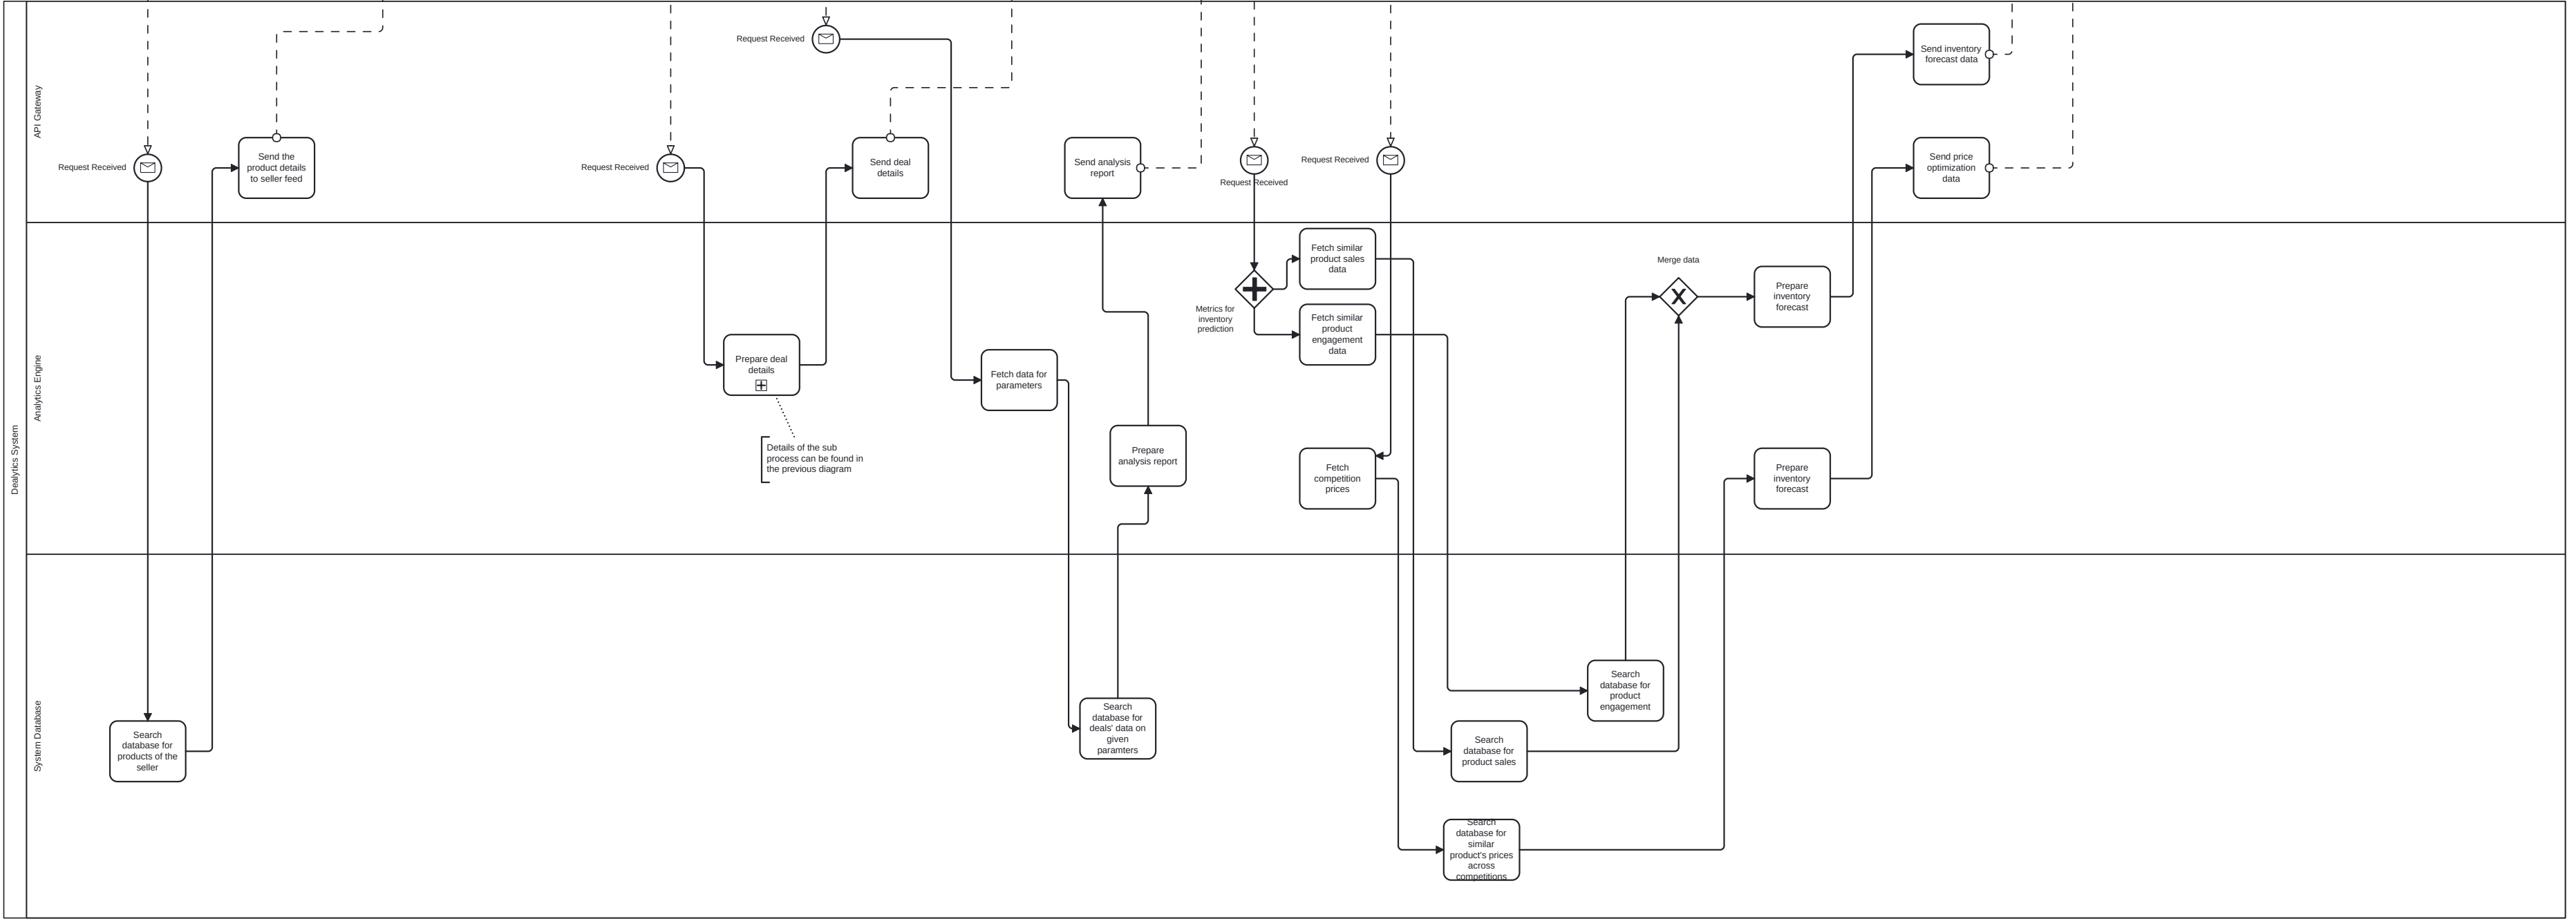 Dealytics System
API Gateway
Request Received
Send the
product details
to seller feed
Request Received
Request Received
Send deal
details
Send analysis
report
Request Received
Request Received
Send inventory
forecast data
Send price
optimization
data
Analytics Engine
Prepare deal
details
Details of the sub
process can be found in
the previous diagram
Fetch data for
parameters
Prepare
analysis report
Metrics for
inventory
prediction
Fetch similar
product sales
data
Fetch similar
product
engagement
data
Fetch
competition
prices
Merge data
Prepare
inventory
forecast
Prepare
inventory
forecast
System Database
Search
database for
products of the
seller
Search
database for
deals' data on
given
paramters
Search
database for
product
engagement
Search
database for
product sales
Search
database for
similar
product's prices
across
competitions